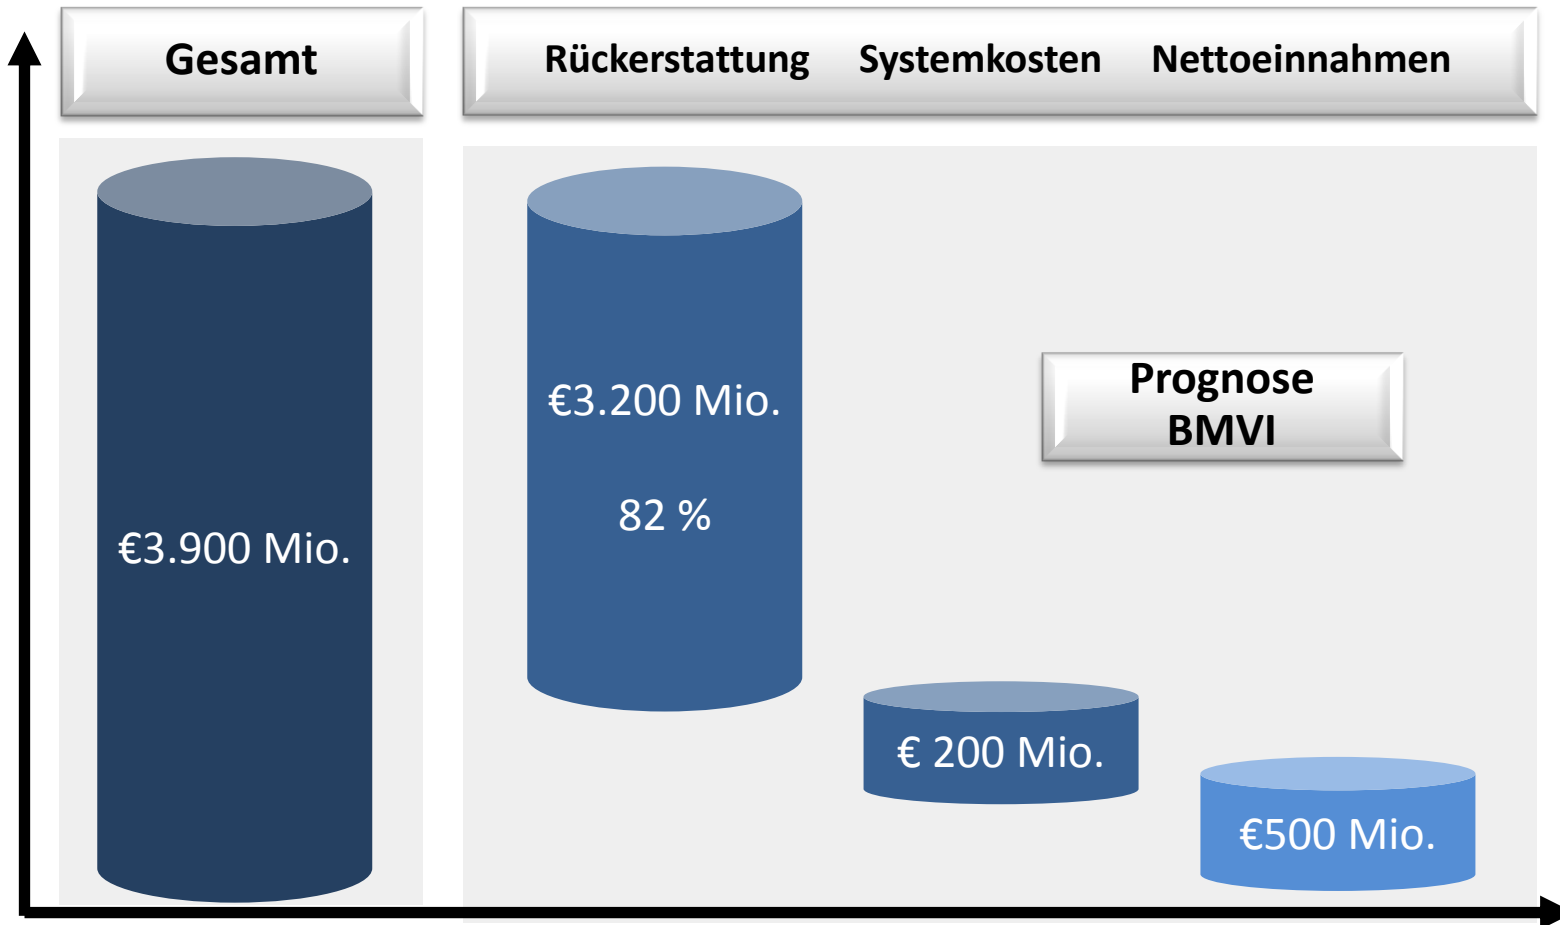 Gesamt
Rückerstattung Systemkosten Nettoeinnahmen
€3.900 Mio.
€3.200 Mio.
82 %
Prognose
BMVI
€ 200 Mio.
€500 Mio.